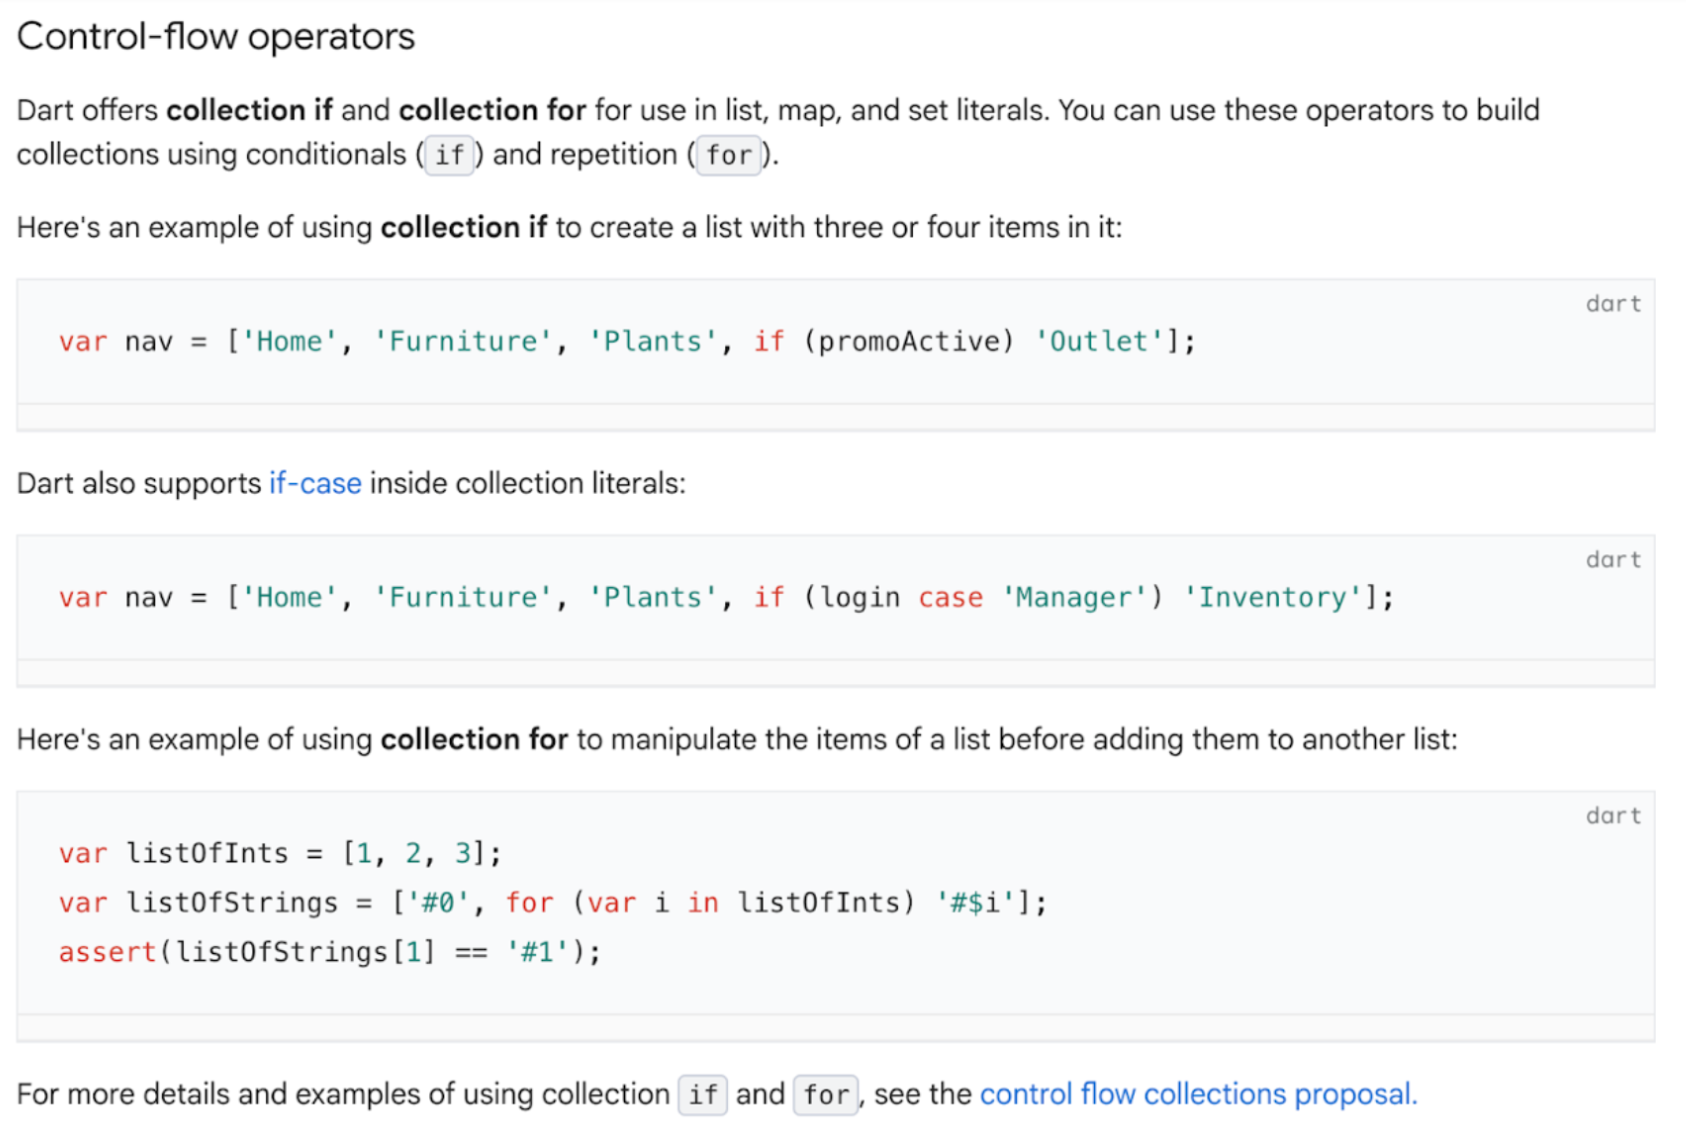 Control-flow operators
Dart offers collection if and collection for for use in list, map, and set literals. You can use these operators to build
collections using conditionals ( if ) and repetition ( for ).
Here's an example of using collection if to create a list with three or four items in it:
dart
var nav = ['Home', 'Furniture', 'Plants', if (promoActive) 'Outlet'];
Dart also supports if-case inside collection literals:
dart
var nav = ['Home', 'Furniture', 'Plants', if (login case 'Manager') 'Inventory'];
Here's an example of using collection for to manipulate the items of a list before adding them to another list:
dart
var listOfInts = [1, 2, 3];
var listOfStrings = ['#0', for (var i in listOfInts) '#$i'];
assert(listOfStrings[1] == '#1');
For more details and examples of using collection if and for, see the control flow collections proposal.